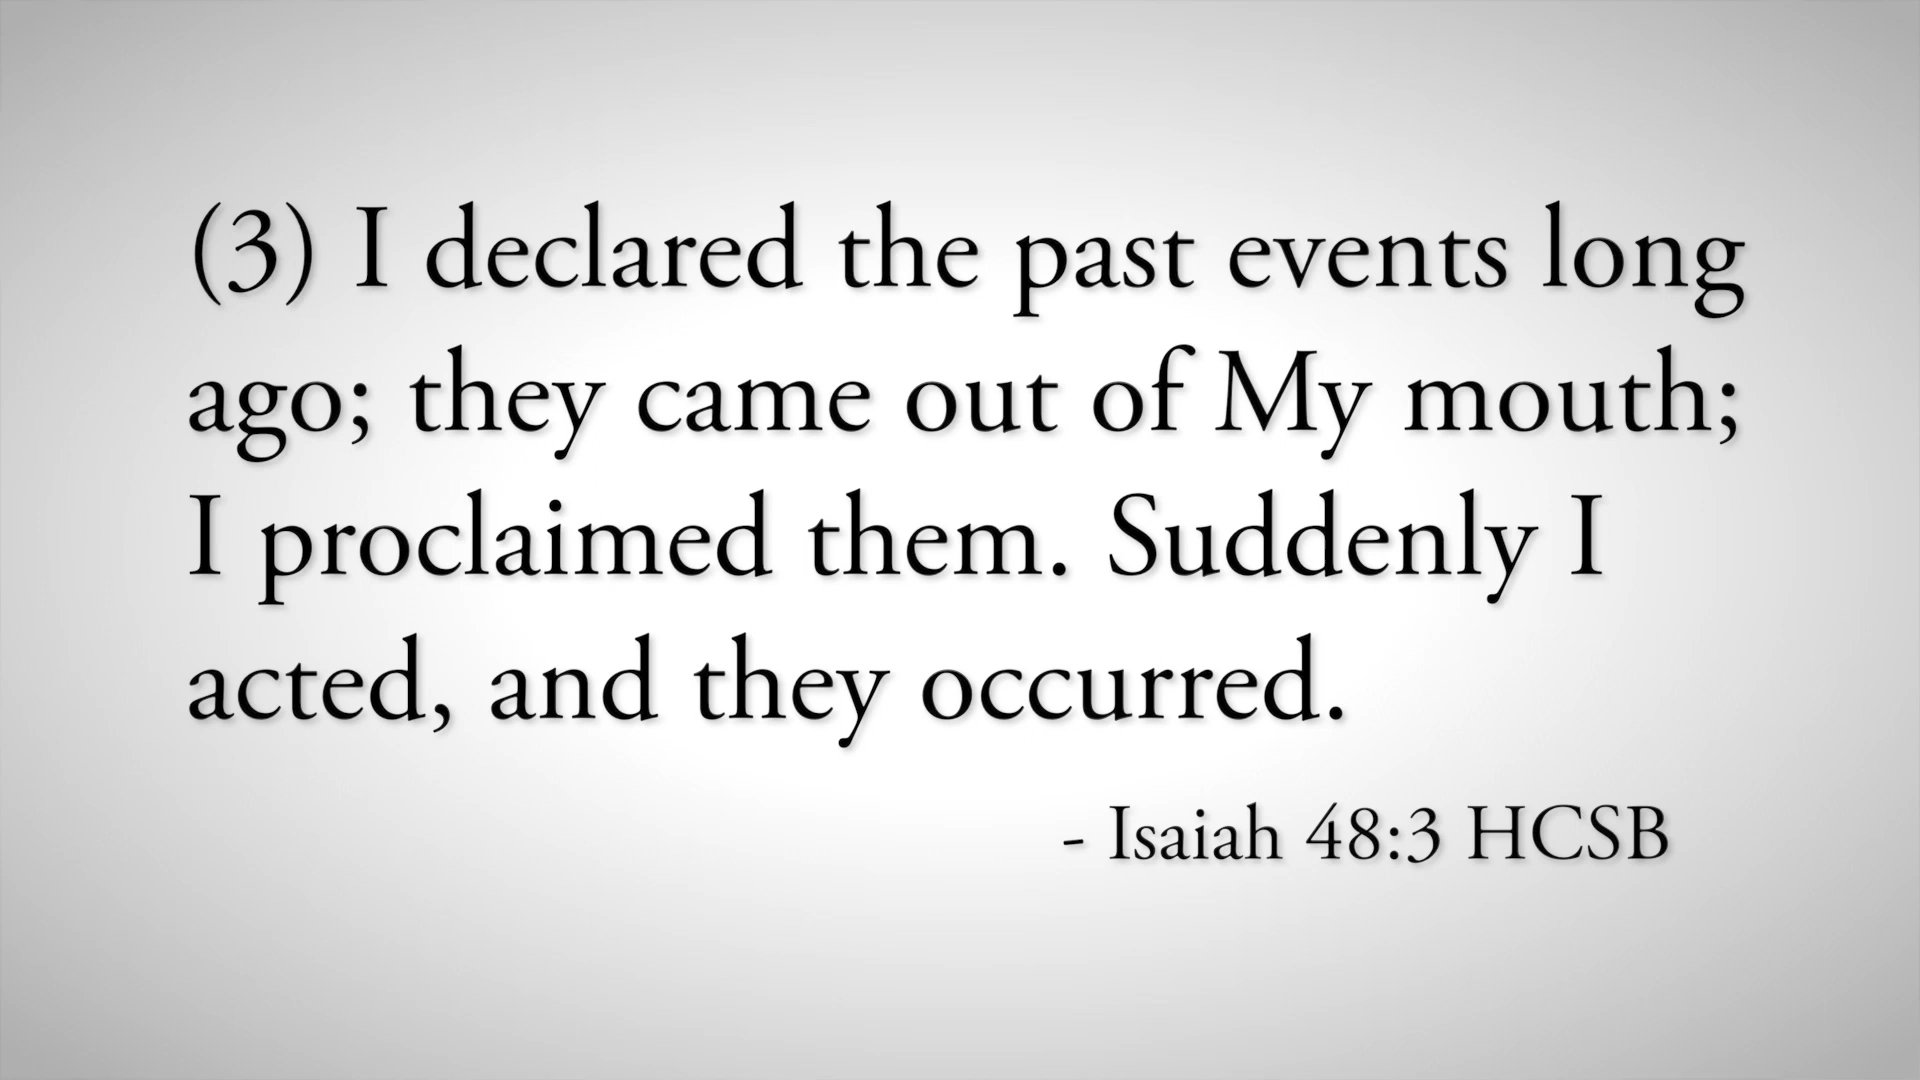 (3) I declared the past events long
ago; they came out of My mouth;
I proclaimed them. Suddenly I
acted, and they occurred.
- Isaiah 48:3 HCSB